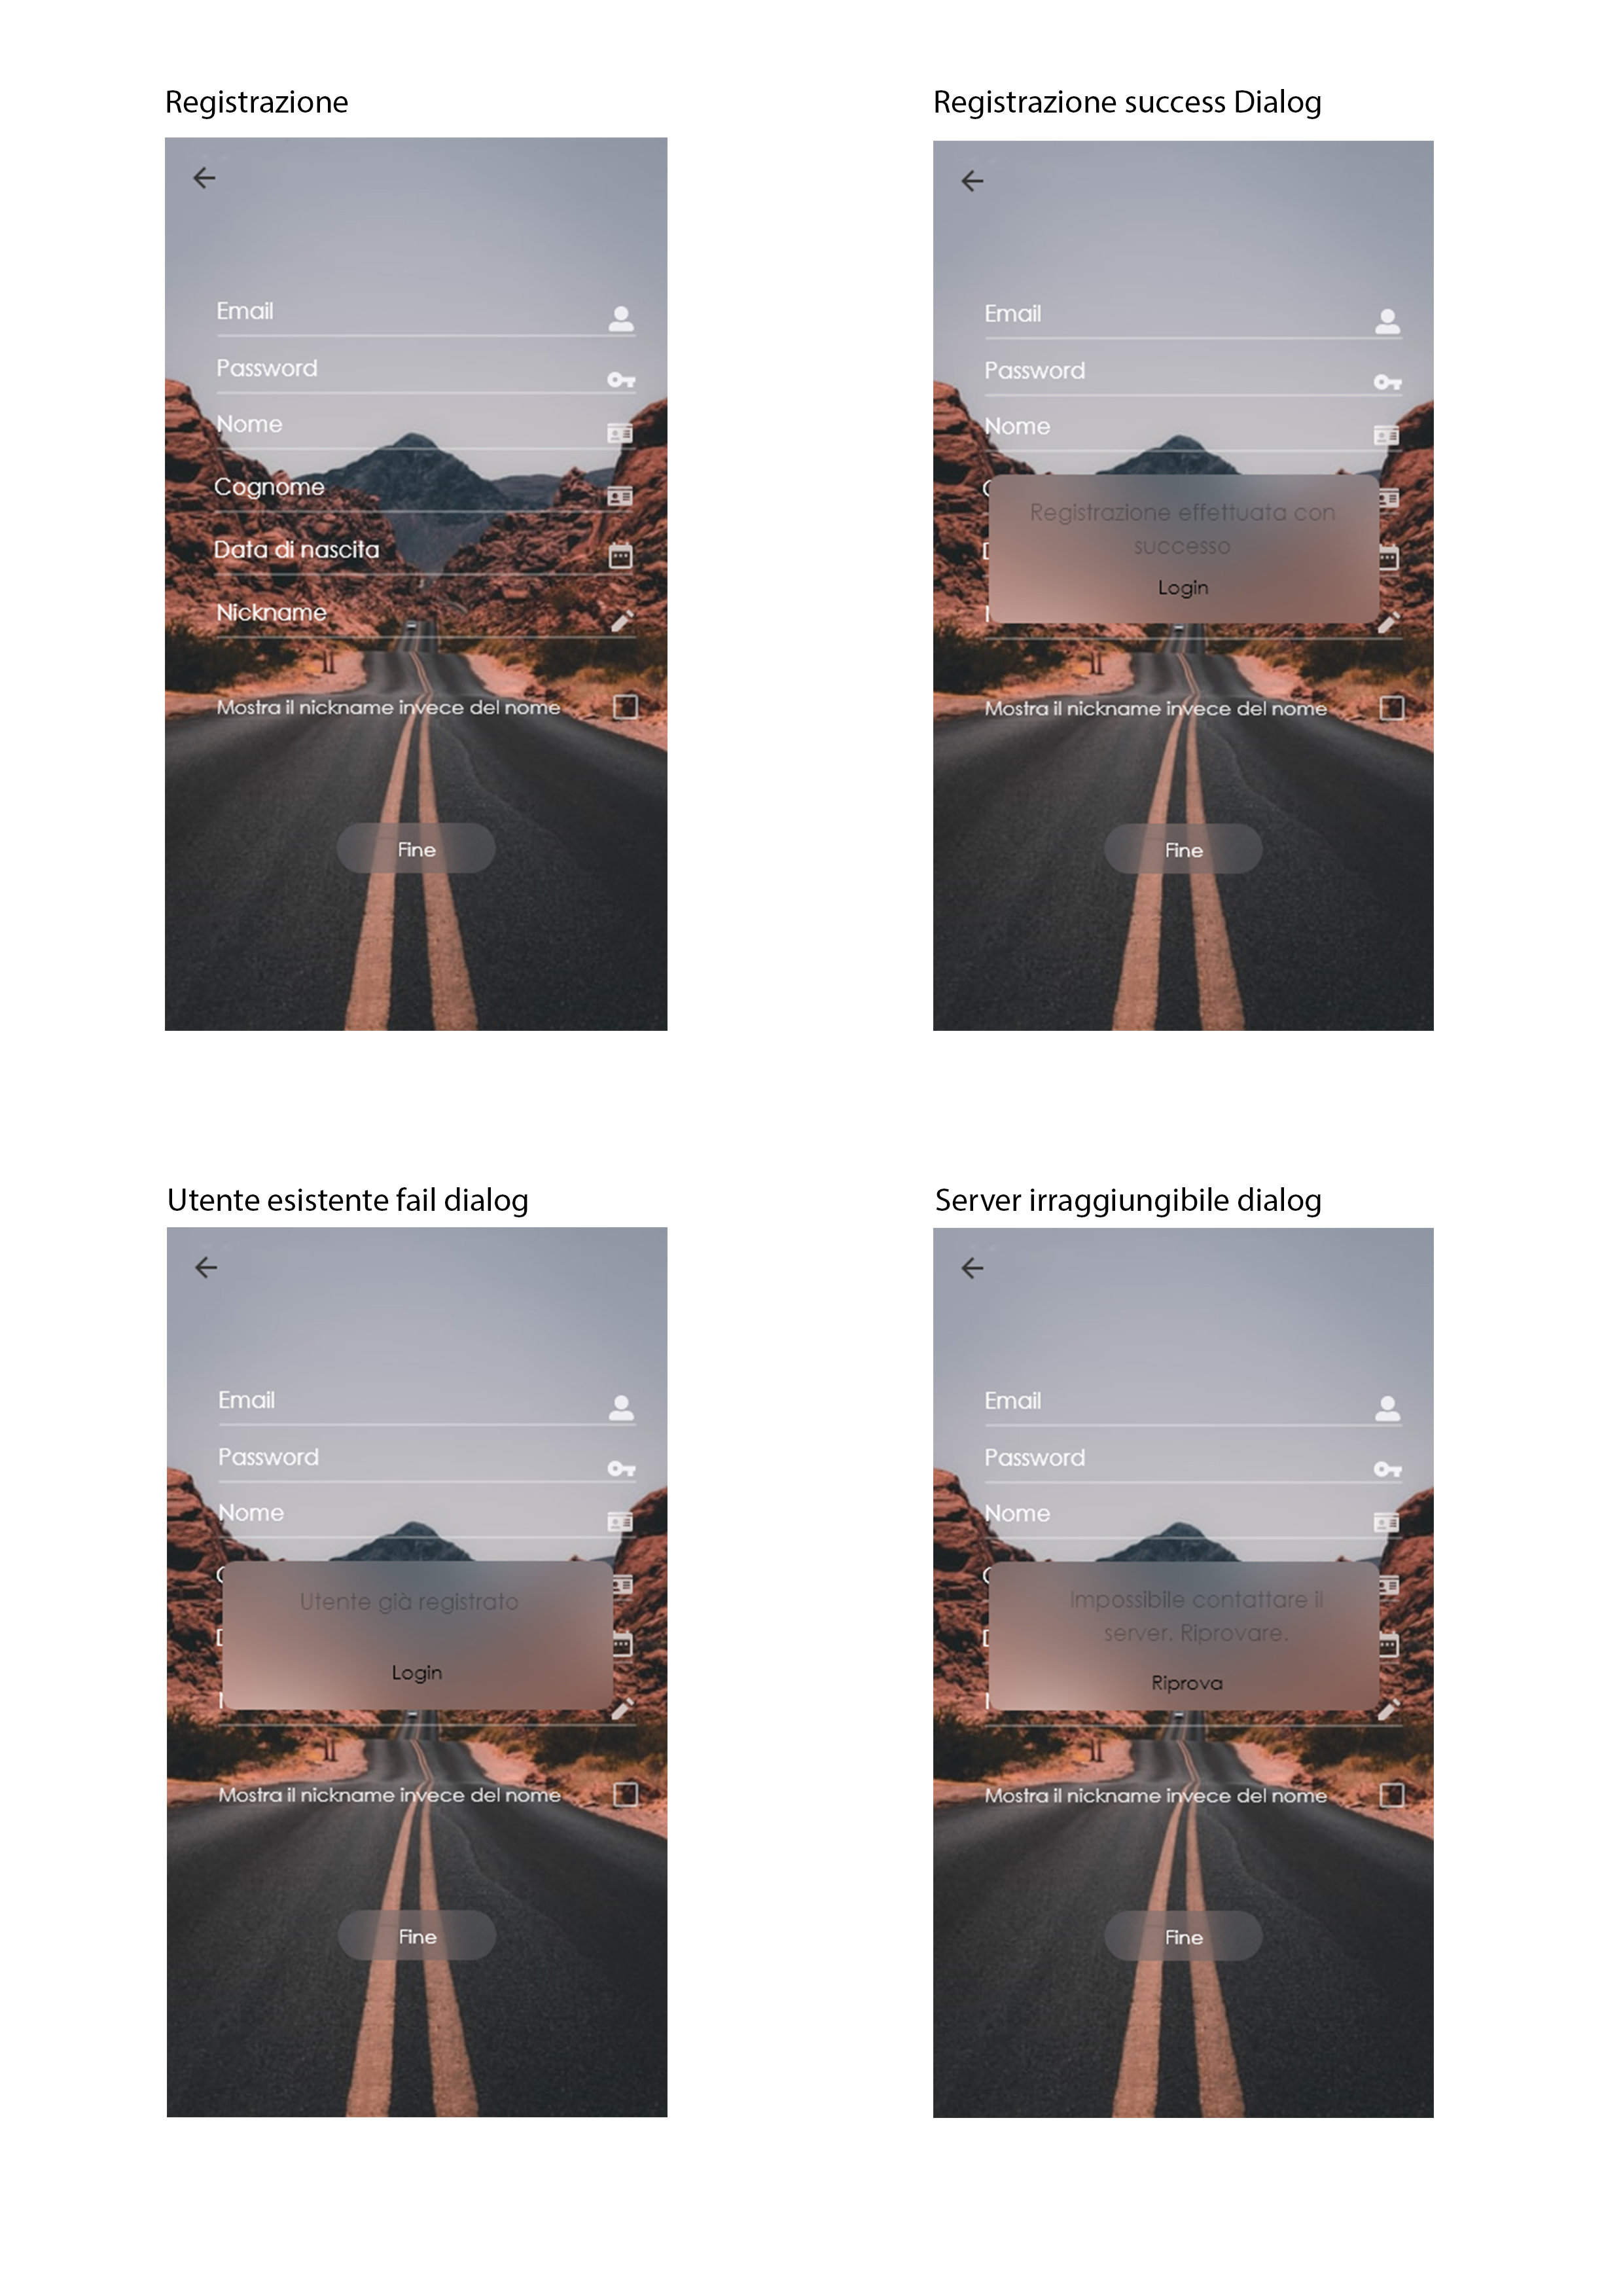 Registrazione
Email
Password
Nome
Cognome
Data di nascita
Nickname
Mostra il nickname invece del nome
Fine
Registrazione success Dialog
Email
Password
Nome
Registrazione effettuata con
successo
Login
Mostra il nickname invece del nome
Fine
Utente esistente fail dialog
Email
Password
Nome
Utente già registrato
Login
Mostra il nickname invece del nome
Fine
Server irraggiungibile dialog
Email
Password
Nome
Impossibile contattare il
server. Riprovare.
Riprova
Mostra il nickname invece del nome
Fine